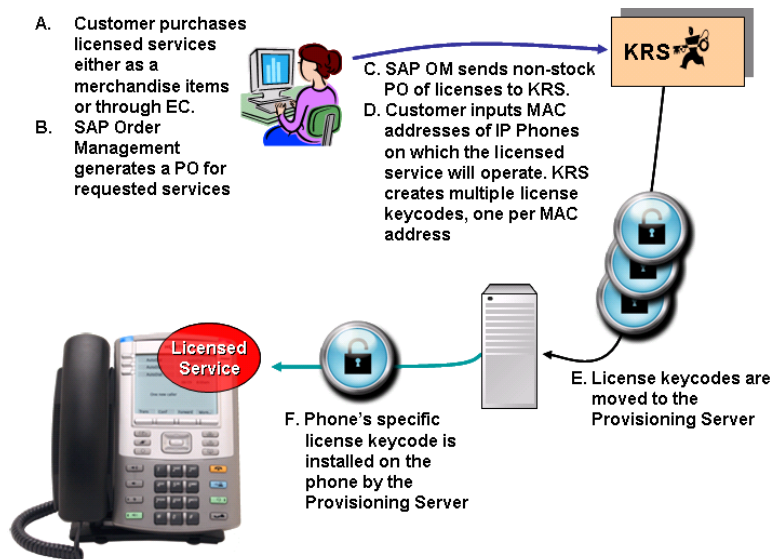 A. Customer purchases
licensed services
either as a
merchandise items
or through EC.
B. SAP Order
Management
generates a PO for
requested services
C. SAP OM sends non-stock
PO of licenses to KRS.
D. Customer inputs MAC
addresses of IP Phones
on which the licensed
service will operate. KRS
creates multiple license
keycodes, one per MAC
address
KRS
E. License keycodes are
moved to the
Provisioning Server
F. Phone's specific
license keycode is
installed on the
phone by the
Provisioning Server
Licensed
Service